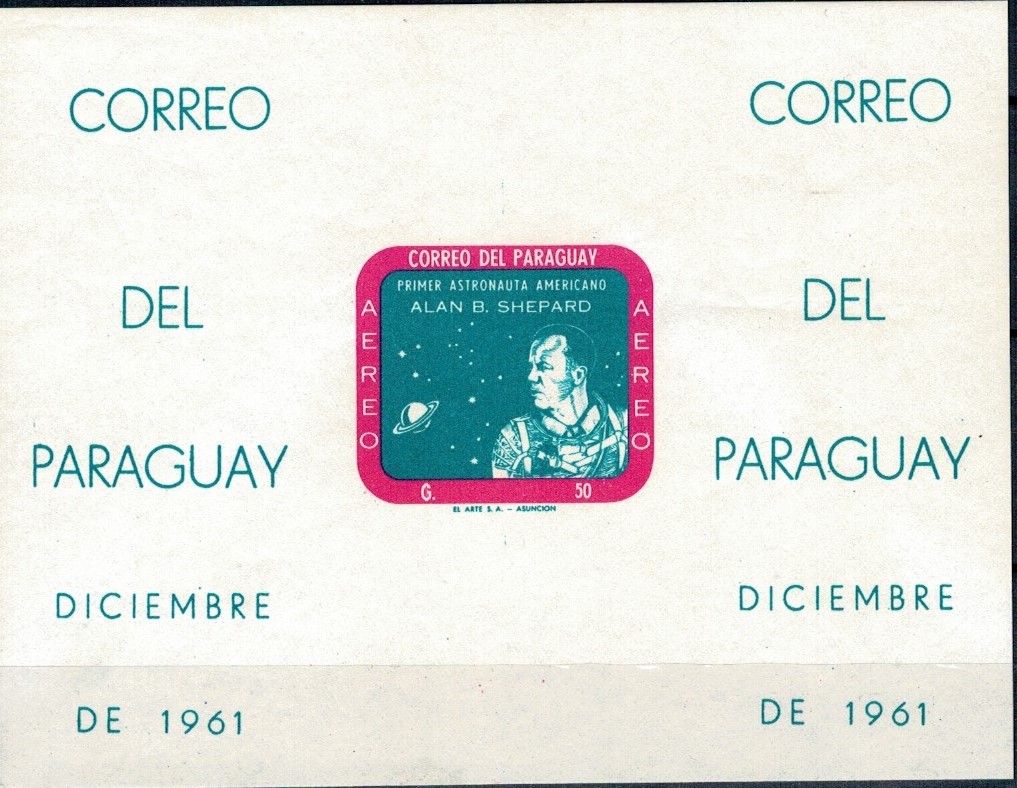 CORREO
DEL
PARAGUAY
DICIEMBRE
DE 1961
CORREO DEL PARAGUAY
PRIMER ASTRONAUTA AMERICANO
ALAN B. SHEPARD
AEREO
AEREO
G. 50
EL ARTE S. A. — ASUNCION
CORREO
DEL
PARAGUAY
DICIEMBRE
DE 1961